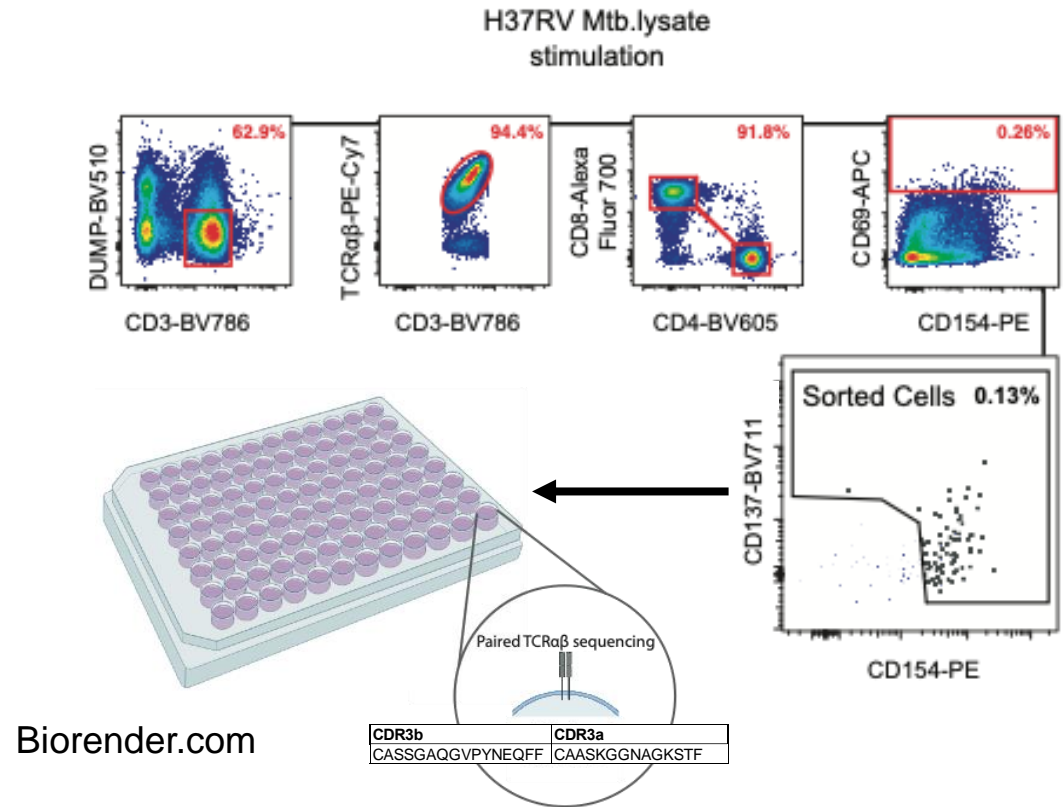 H37RV Mtb.lysate
stimulation
DUMP-BV510
62.9%
CD3-BV786
TCRαβ-PE-Cy7
94.4%
CD3-BV786
CD8-Alexa
Fluor 700
91.8%
CD4-BV605
CD69-APC
0.26%
CD154-PE
CD137-BV711
Sorted Cells 0.13%
CD154-PE
Paired TCRαβ sequencing
CDR3b CDR3a
CASSGAQGVPYNEQFF CAASKGGNAGKSTF
Biorender.com